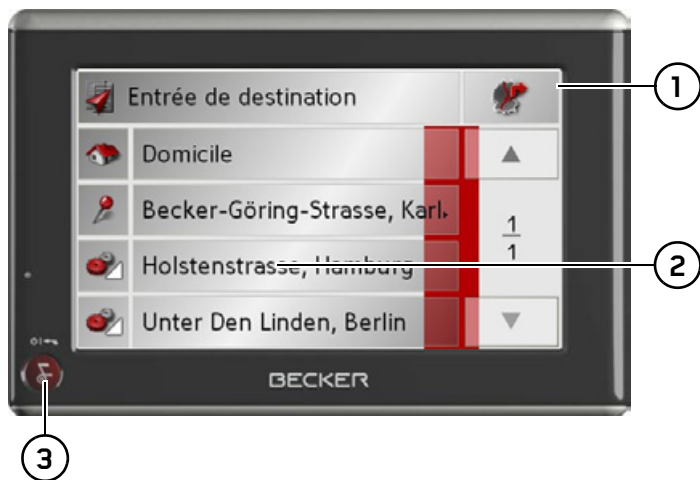 Entrée de destination
1
Domicile
Becker-Göring-Strasse, Karl
1
1
Holstenstrasse, Hamburg
2
Unter Den Linden, Berlin
BECKER
3